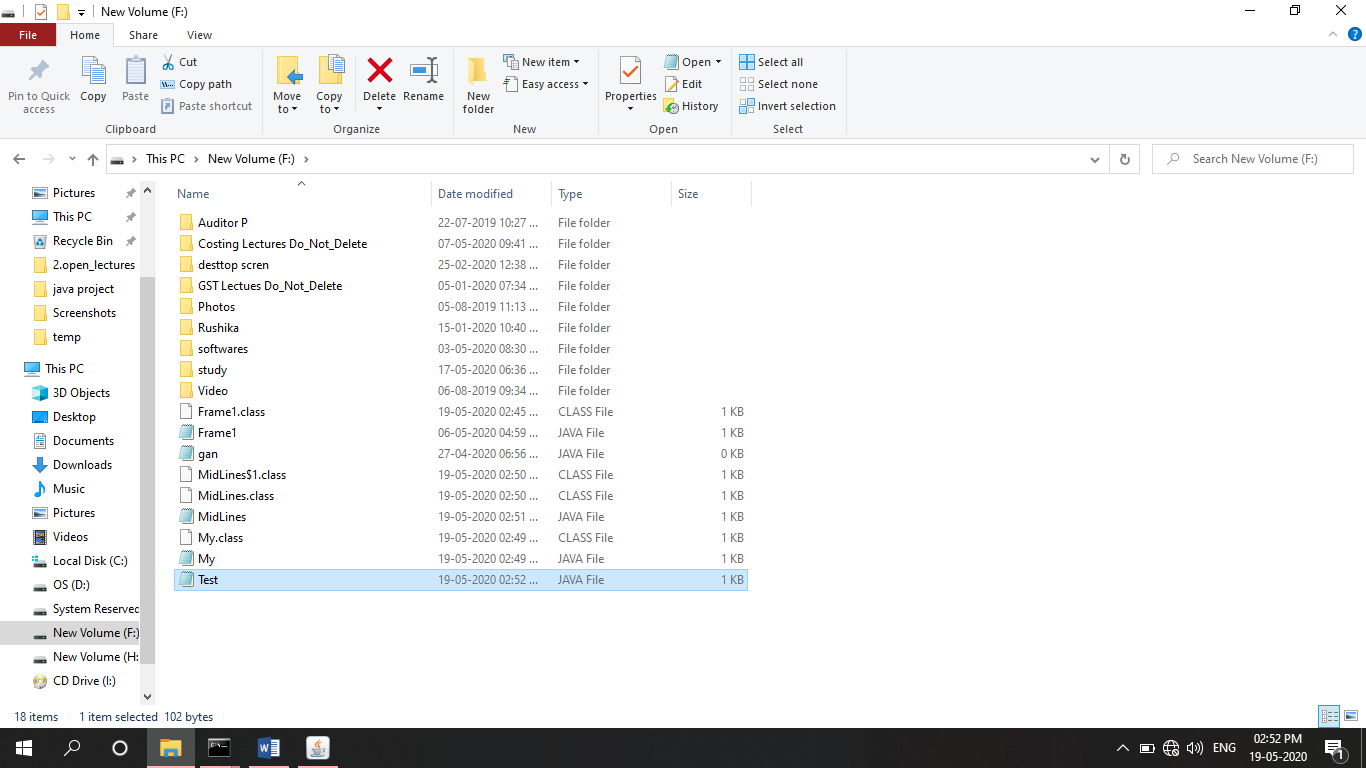 New Volume (F:)
File Home Share View
Pin to Quick access
Copy
Paste
Cut
Copy path
Paste shortcut
Clipboard
Move to
Copy to
Delete
Rename
Organize
New folder
New item
Easy access
New
Properties
Open
Edit
History
Open
Select all
Select none
Invert selection
Select
This PC New Volume (F:)
Search New Volume (F:)
Pictures
This PC
Recycle Bin
2.open_lectures
java project
Screenshots
temp
This PC
3D Objects
Desktop
Documents
Downloads
Music
Pictures
Videos
Local Disk (C:)
OS (D:)
System Reserved
New Volume (F:)
New Volume (H:
CD Drive (I:)
Name Date modified Type Size
Auditor P 22-07-2019 10:27 ... File folder
Costing Lectures Do_Not_Delete 07-05-2020 09:41 ... File folder
desttop scren 25-02-2020 12:38 ... File folder
GST Lectues Do_Not_Delete 05-01-2020 07:34 ... File folder
Photos 05-08-2019 11:13 ... File folder
Rushika 15-01-2020 10:40 ... File folder
softwares 03-05-2020 08:30 ... File folder
study 17-05-2020 06:36 ... File folder
Video 06-08-2019 09:34 ... File folder
Frame1.class 19-05-2020 02:45 ... CLASS File 1 KB
Frame1 06-05-2020 04:59 ... JAVA File 1 KB
gan 27-04-2020 06:56 ... JAVA File 0 KB
MidLines$1.class 19-05-2020 02:50 ... CLASS File 1 KB
MidLines.class 19-05-2020 02:50 ... CLASS File 1 KB
MidLines 19-05-2020 02:51 ... JAVA File 1 KB
My.class 19-05-2020 02:49 ... CLASS File 1 KB
My 19-05-2020 02:49 ... JAVA File 1 KB
Test 19-05-2020 02:52 ... JAVA File 1 KB
18 items 1 item selected 102 bytes
ENG
02:52 PM
19-05-2020
1